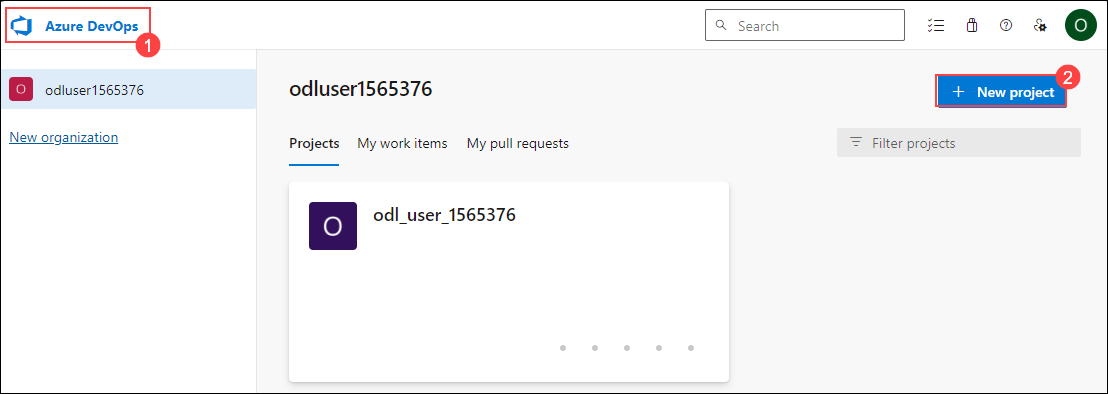 Azure DevOps
1
Search
O
O
odluser1565376
New organization
odluser1565376
2
+ New project
Projects
My work items
My pull requests
Filter projects
O
odl_user_1565376